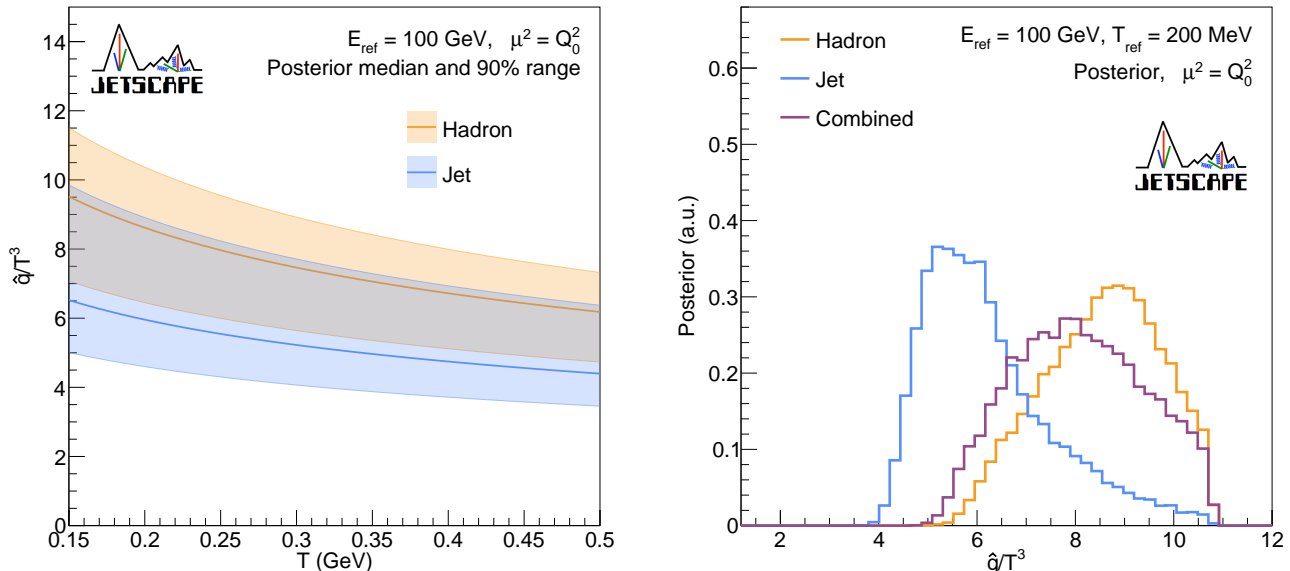 E_ref = 100 GeV, μ² = Q₀²
Posterior median and 90% range
JETSCAPE
Hadron
Jet
14
12
10
8
6
4
2
0
q̂/T³
0.15 0.2 0.25 0.3 0.35 0.4 0.45 0.5
T (GeV)
Hadron
Jet
Combined
E_ref = 100 GeV, T_ref = 200 MeV
Posterior, μ² = Q₀²
JETSCAPE
0.6
0.5
0.4
0.3
0.2
0.1
0
Posterior (a.u.)
2 4 6 8 10 12
q̂/T³